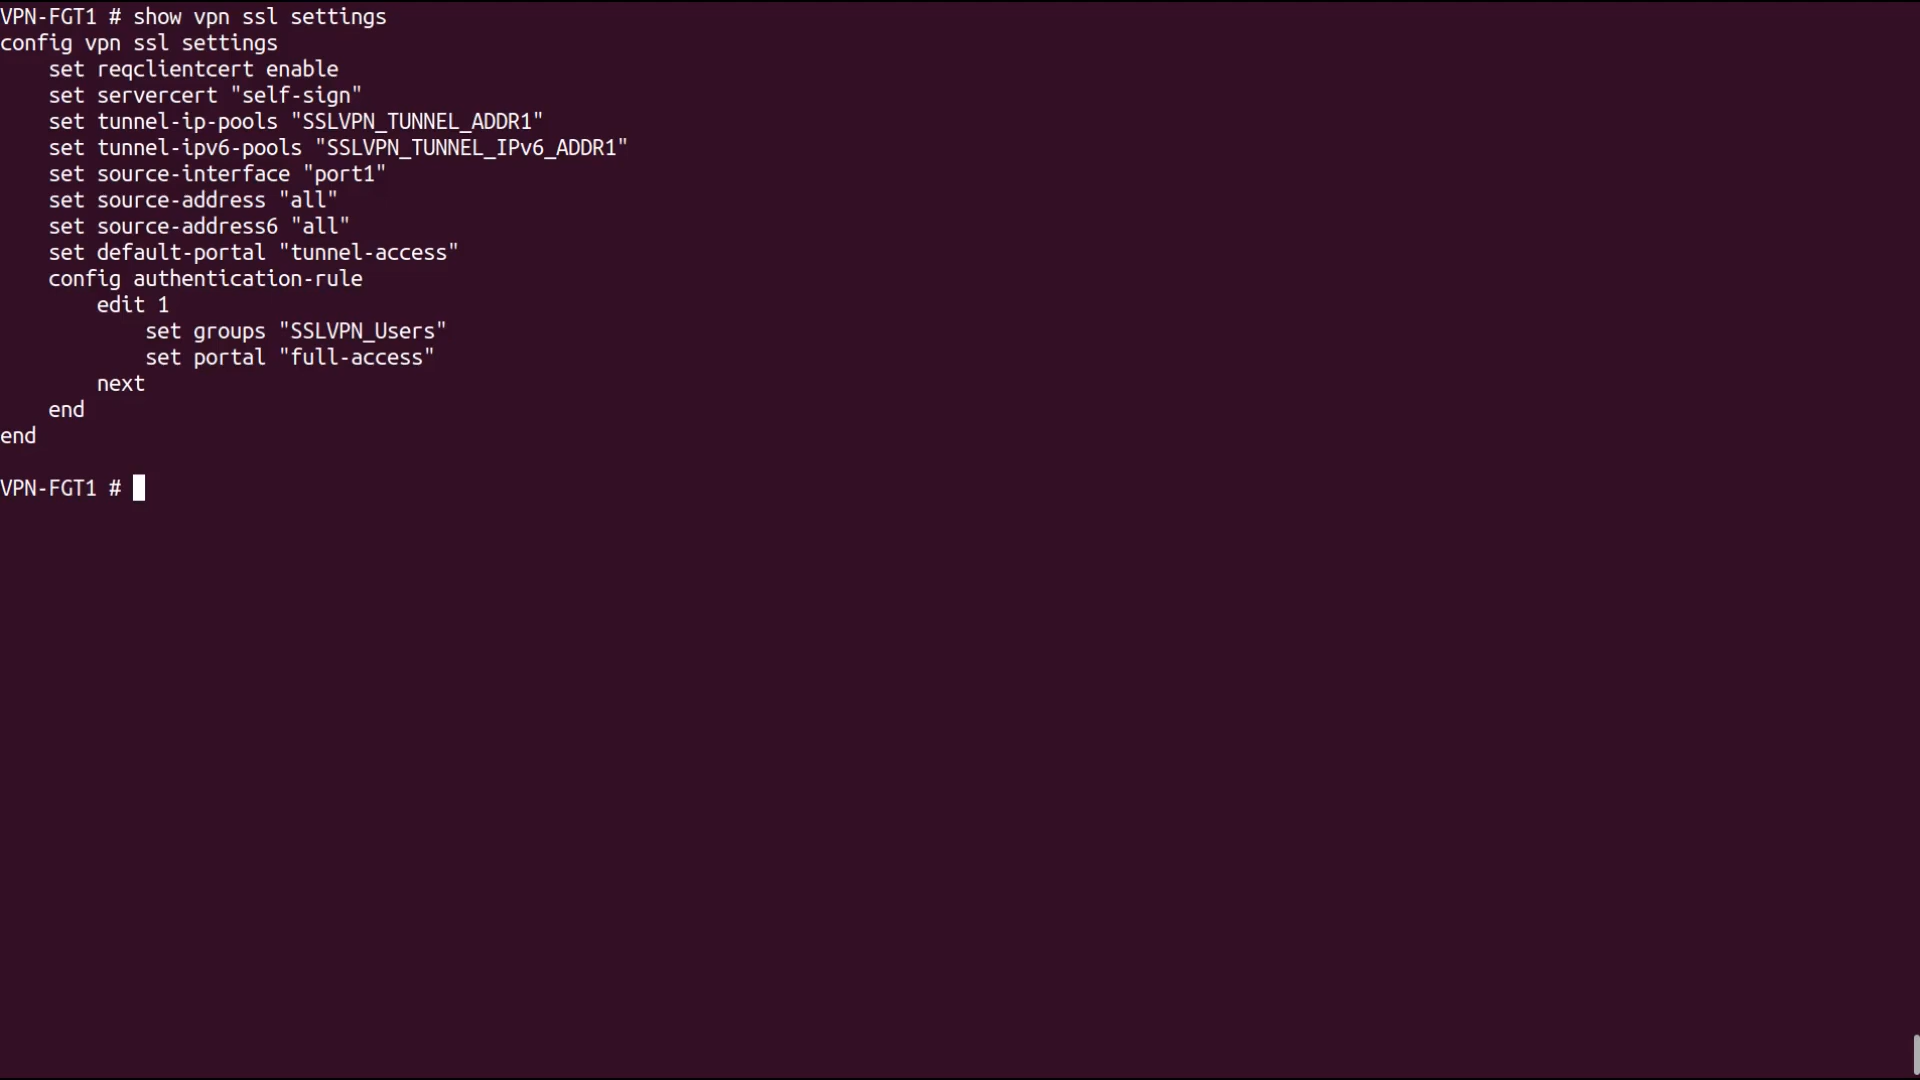 VPN-FGT1 # show vpn ssl settings
config vpn ssl settings
    set reqclientcert enable
    set servercert "self-sign"
    set tunnel-ip-pools "SSLVPN_TUNNEL_ADDR1"
    set tunnel-ipv6-pools "SSLVPN_TUNNEL_IPv6_ADDR1"
    set source-interface "port1"
    set source-address "all"
    set source-address6 "all"
    set default-portal "tunnel-access"
    config authentication-rule
        edit 1
            set groups "SSLVPN_Users"
            set portal "full-access"
        next
    end
end

VPN-FGT1 #